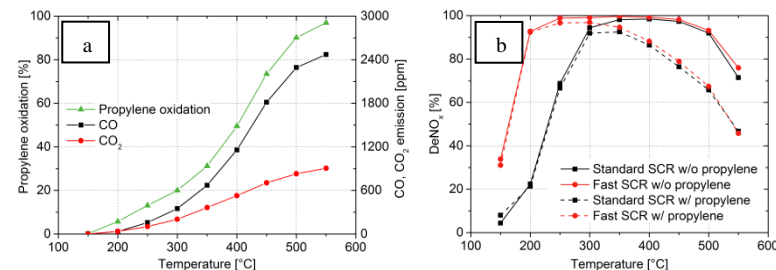 a
Propylene oxidation [%]
100
80
60
40
20
0
3000
2400
1800
1200
600
0
CO, CO2 emission [ppm]
Propylene oxidation
CO
CO2
100 200 300 400 500 600
Temperature [°C]
b
DeNOx [%]
100
80
60
40
20
0
Standard SCR w/o propylene
Fast SCR w/o propylene
Standard SCR w/ propylene
Fast SCR w/ propylene
100 200 300 400 500 600
Temperature [°C]